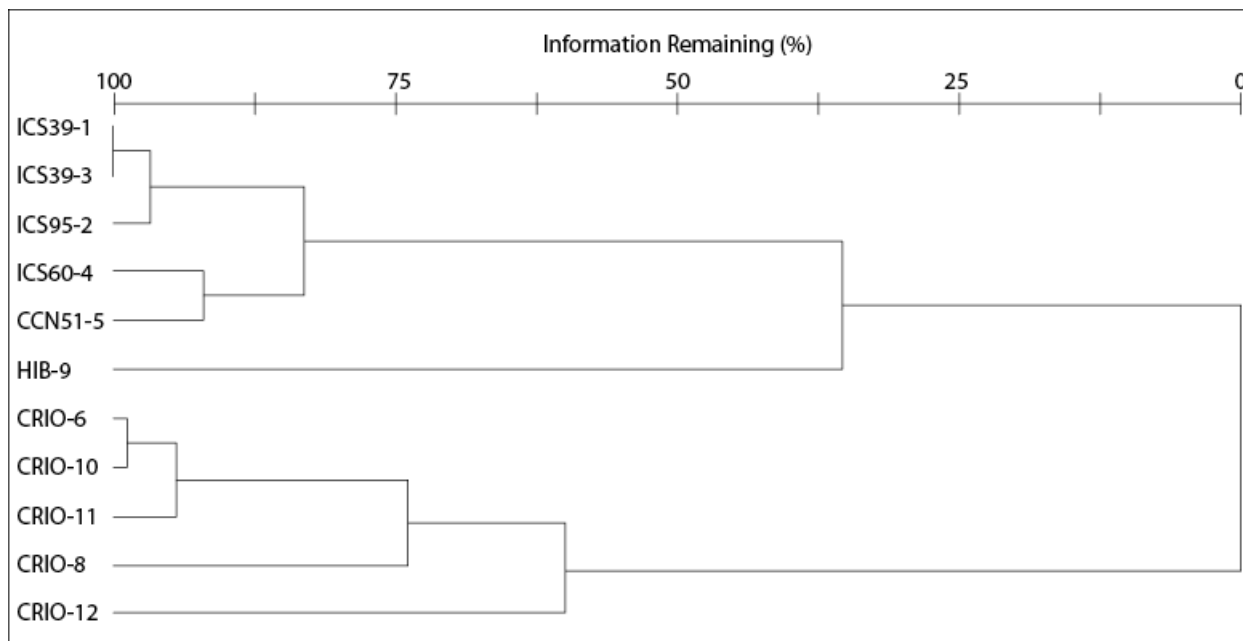 Information Remaining (%)
100 75 50 25 0
ICS39-1
ICS39-3
ICS95-2
ICS60-4
CCN51-5
HIB-9
CRIO-6
CRIO-10
CRIO-11
CRIO-8
CRIO-12